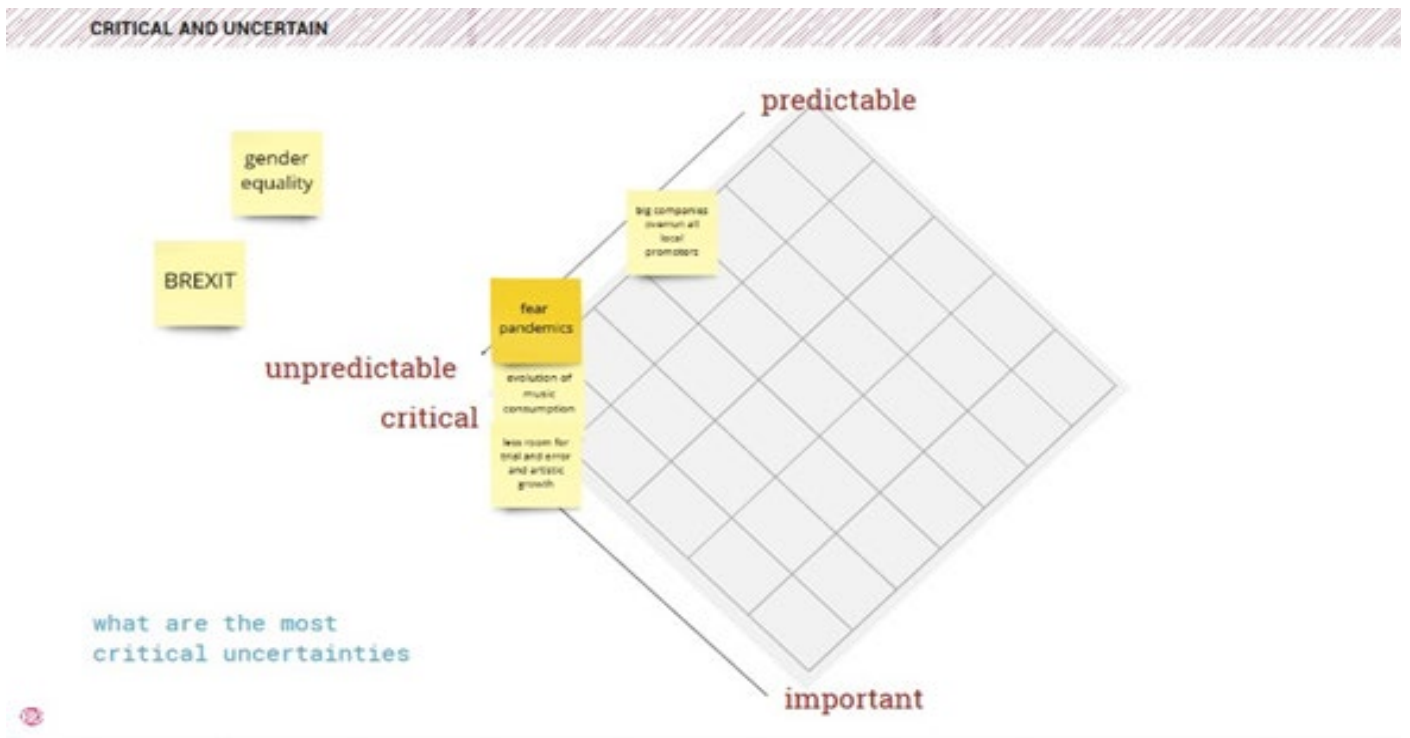 CRITICAL AND UNCERTAIN
predictable
gender
equality
big companies
overrun all
local
promoters
BREXIT
fear
pandemics
unpredictable
evolution of
music
consumption
critical
less room for
trial and error
and artistic
growth
what are the most
critical uncertainties
important